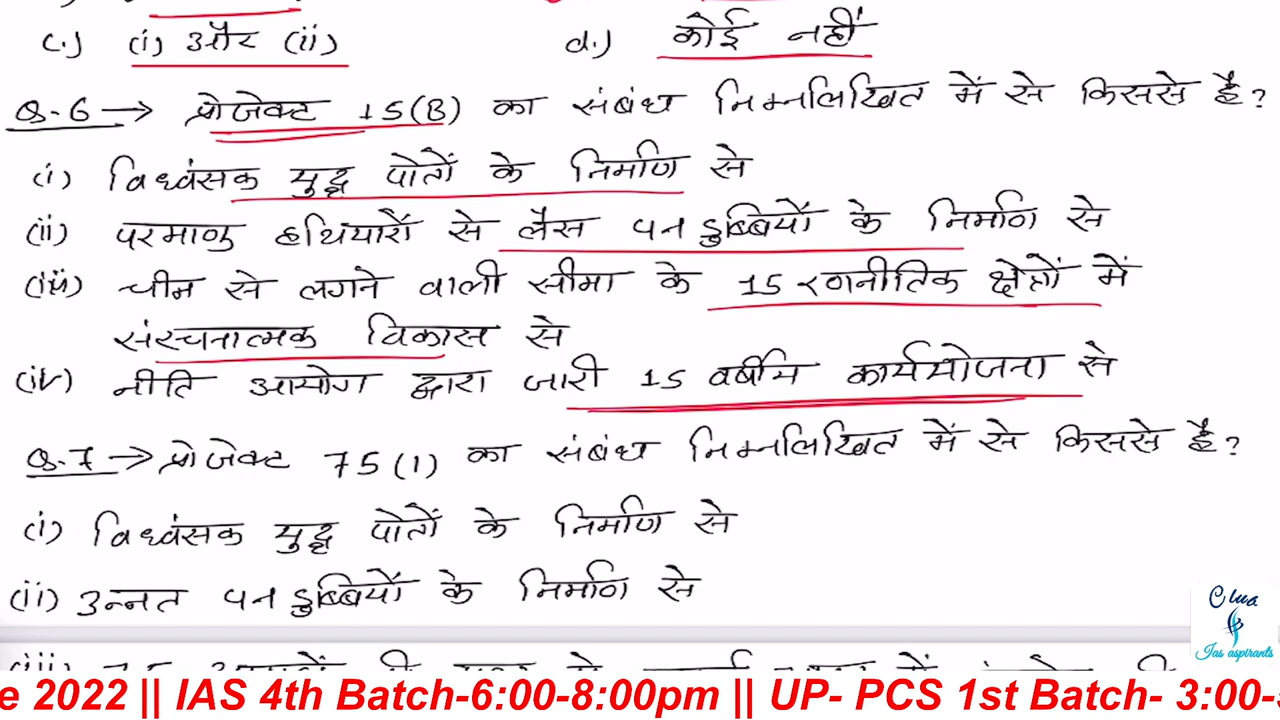 c.) (i) और (ii) d.) कोई नहीं
Q.6 → प्रोजेक्ट 15(B) का संबंध निम्नलिखित में से किससे है?
(i) विध्वंसक युद्ध पोतों के निर्माण से
(ii) परमाणु हथियारों से लैस पनडुब्बियों के निर्माण से
(iii) चीन से लगने वाली सीमा के 15 रणनीतिक क्षेत्रों में
संरचनात्मक विकास से
(iv) नीति आयोग द्वारा जारी 15 वर्षीय कार्ययोजना से
Q.7 → प्रोजेक्ट 75(1) का संबंध निम्नलिखित में से किससे है?
(i) विध्वंसक युद्ध पोतों के निर्माण से
(ii) उन्नत पनडुब्बियों के निर्माण से
Clwa
Ias aspirants
e 2022 || IAS 4th Batch-6:00-8:00pm || UP- PCS 1st Batch- 3:00-